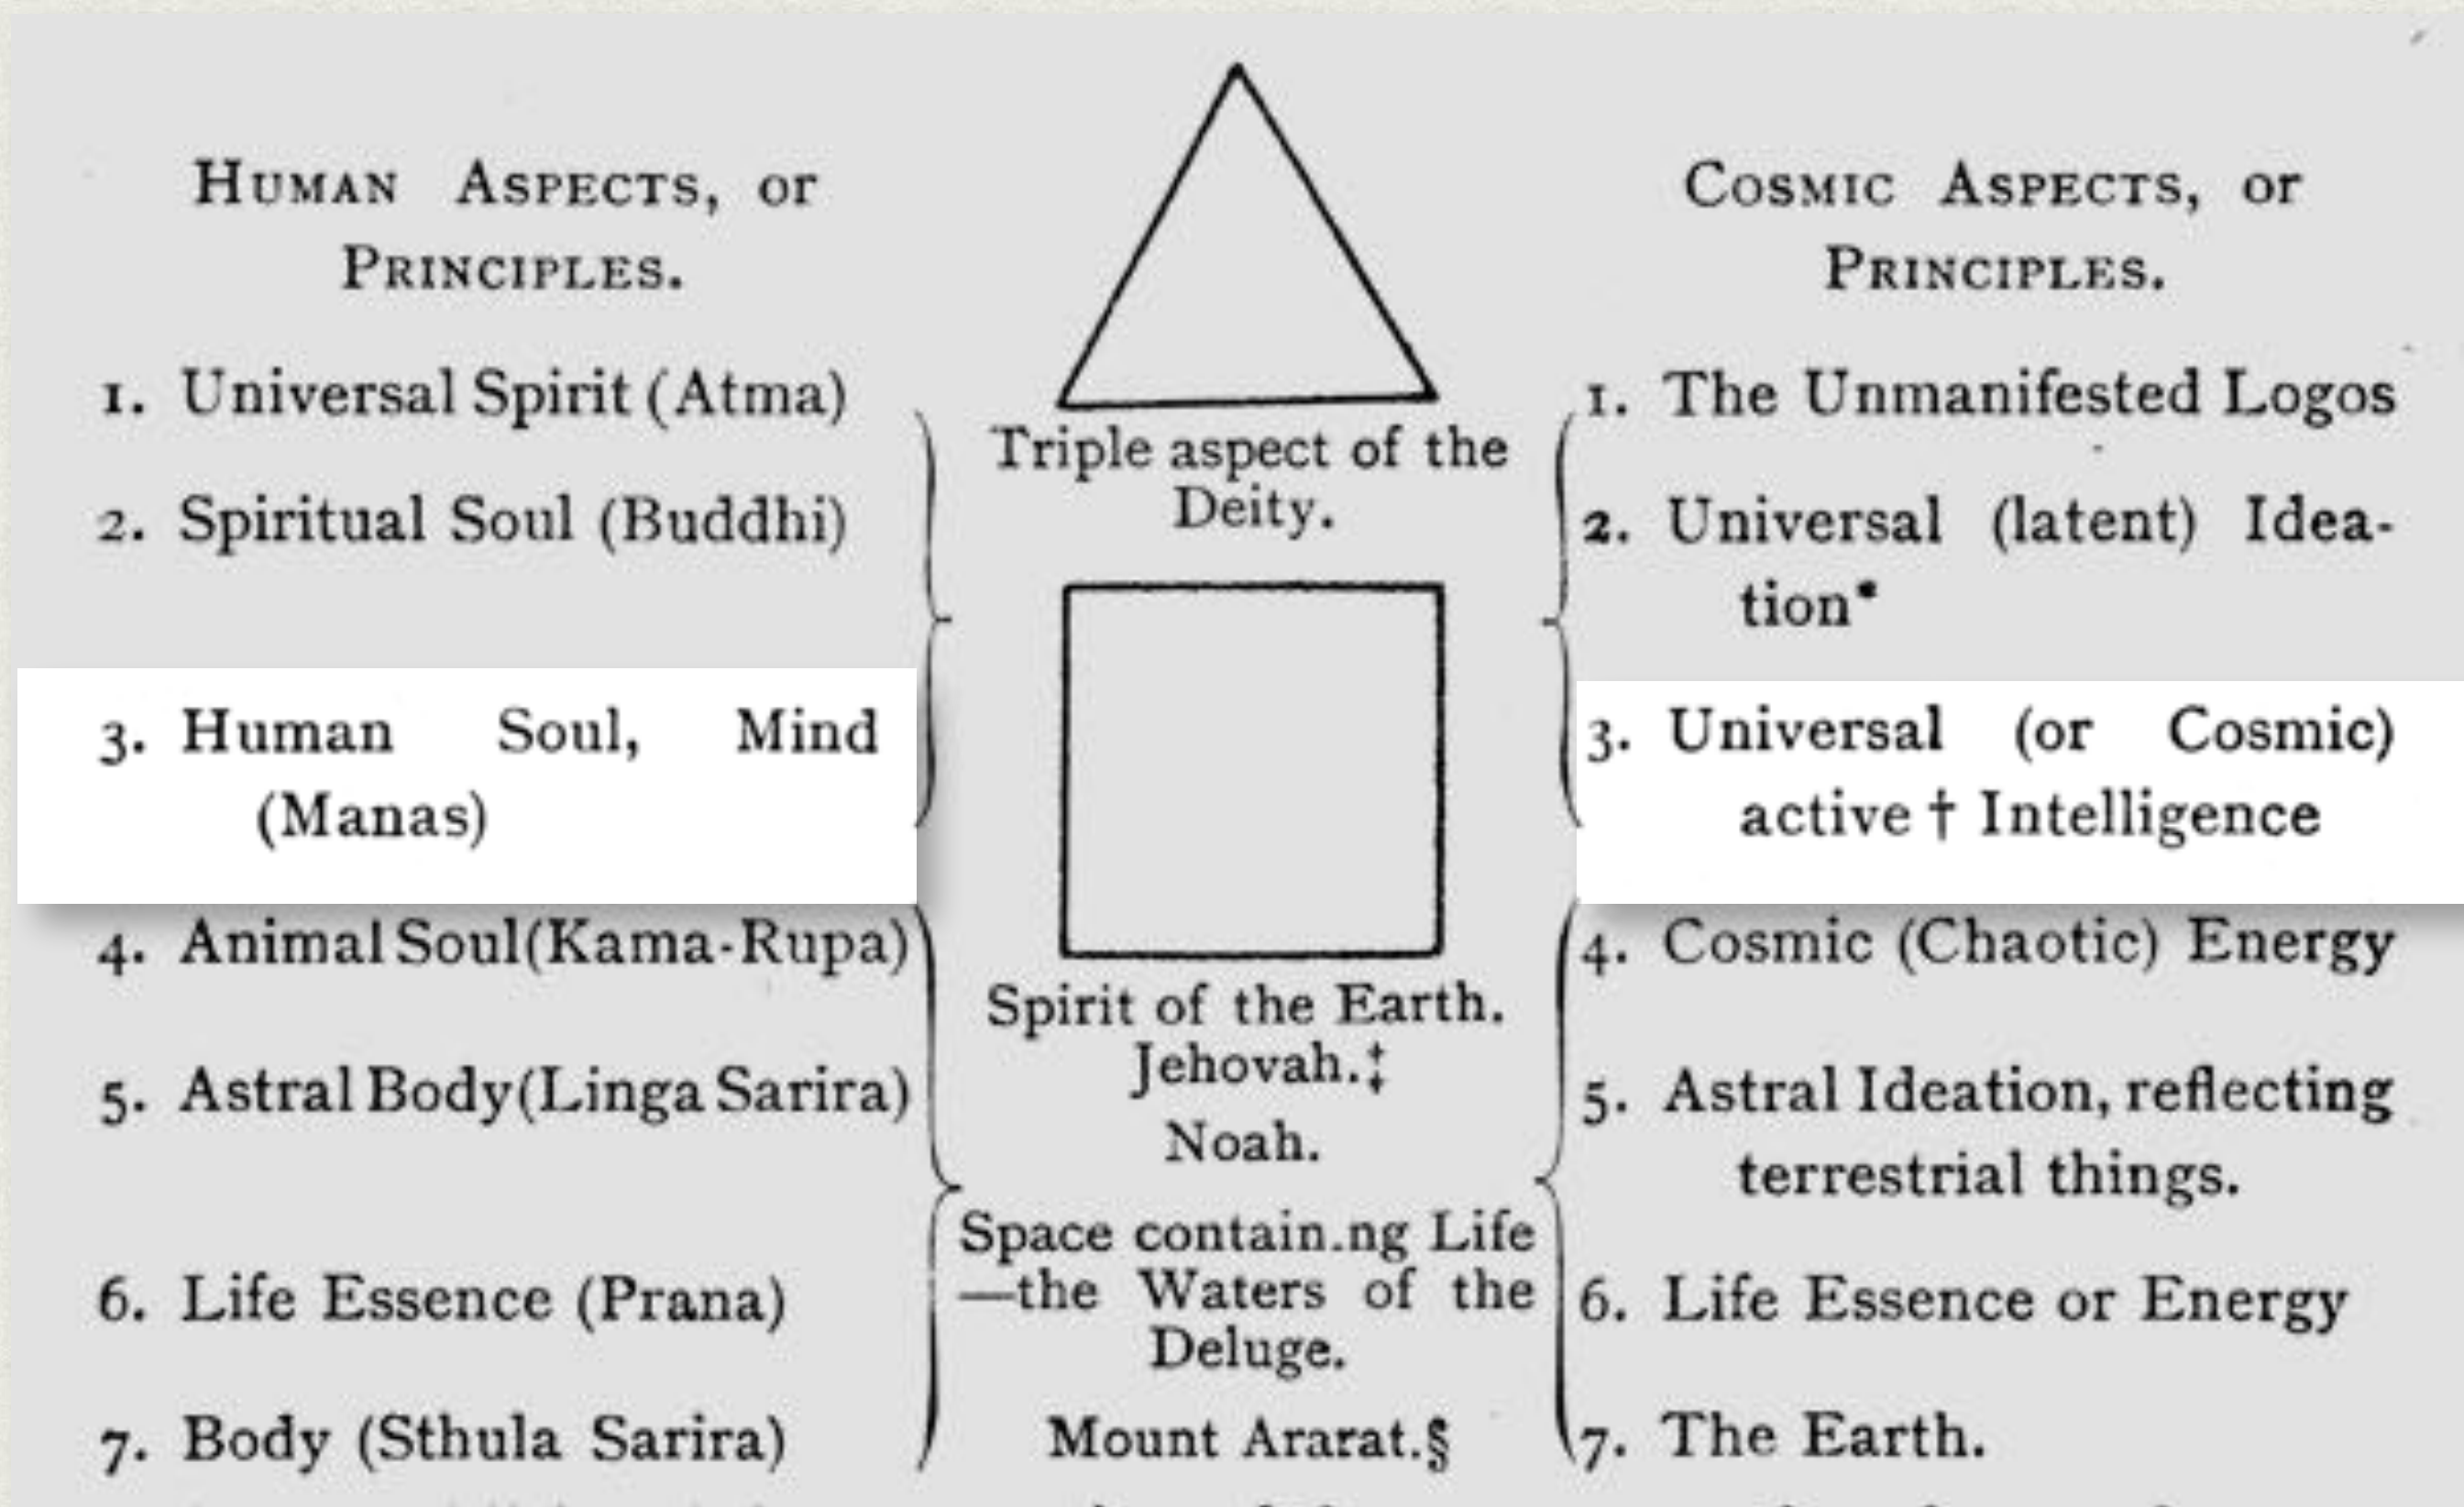 HUMAN ASPECTS, or
PRINCIPLES.
1. Universal Spirit (Atma)
2. Spiritual Soul (Buddhi)
3. Human Soul, Mind
(Manas)
4. Animal Soul (Kama-Rupa)
5. Astral Body (Linga Sarira)
6. Life Essence (Prana)
7. Body (Sthula Sarira)
Triple aspect of the
Deity.
Spirit of the Earth.
Jehovah.‡
Noah.
Space contain.ng Life
—the Waters of the
Deluge.
Mount Ararat.§
COSMIC ASPECTS, or
PRINCIPLES.
1. The Unmanifested Logos
2. Universal (latent) Idea-
tion*
3. Universal (or Cosmic)
active † Intelligence
4. Cosmic (Chaotic) Energy
5. Astral Ideation, reflecting
terrestrial things.
6. Life Essence or Energy
7. The Earth.